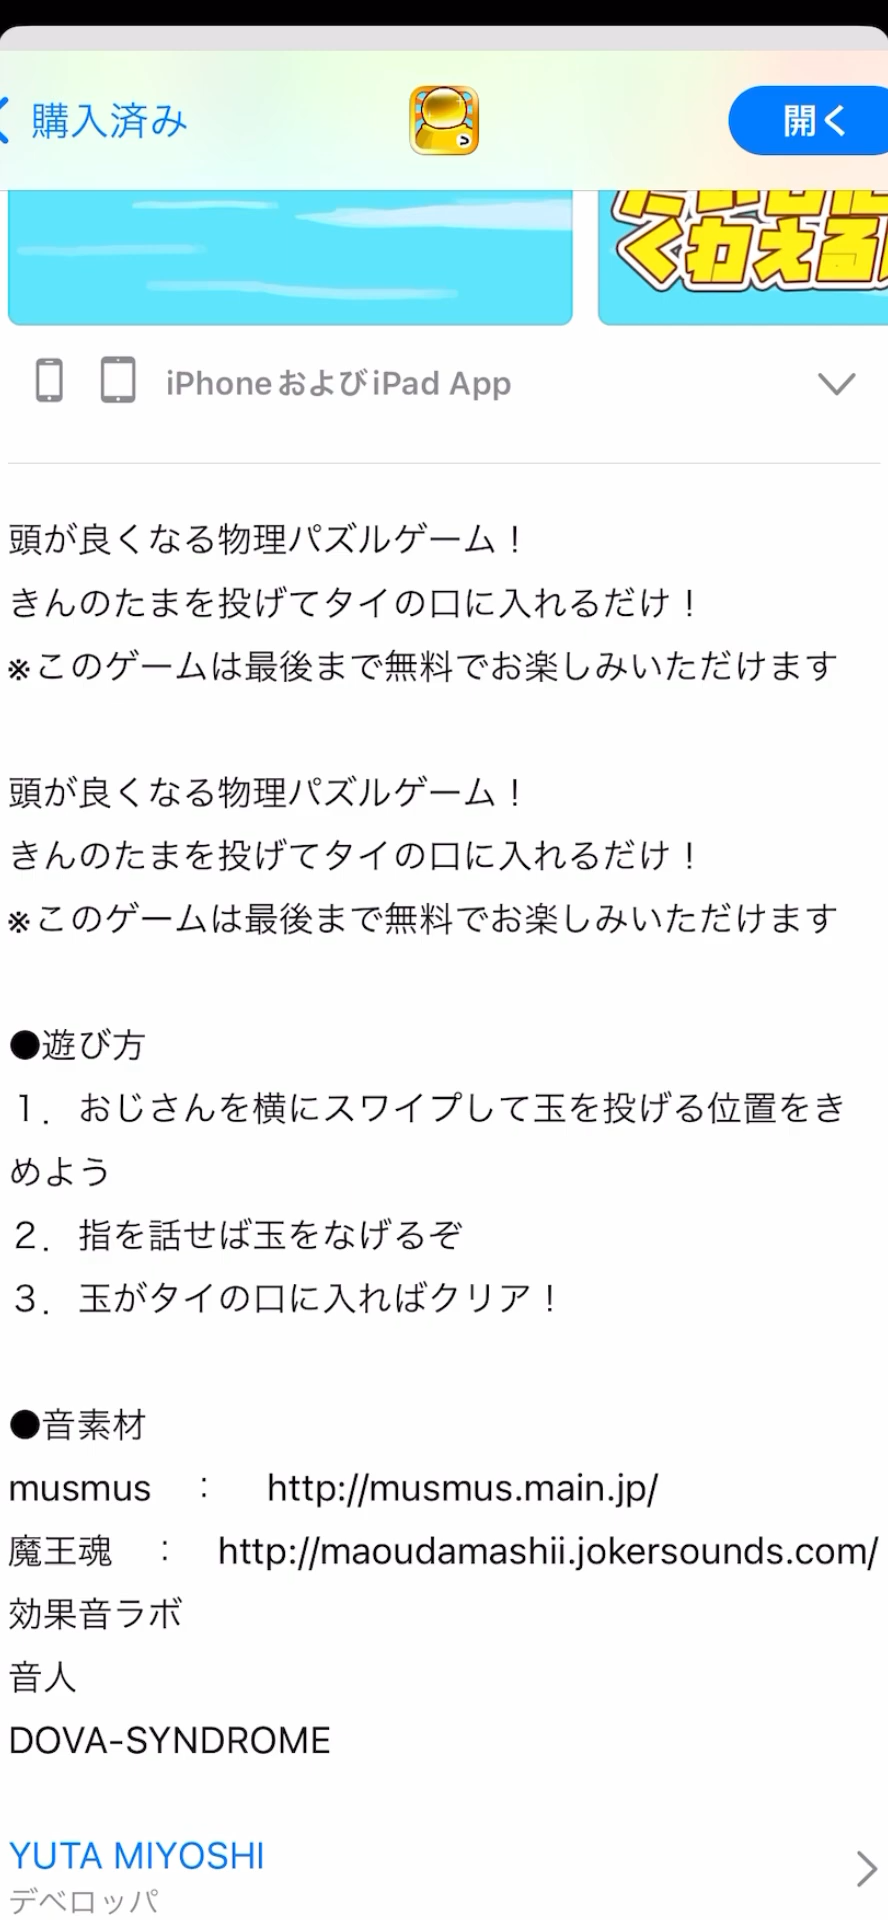 購入済み
開く
くわえる
iPhoneおよびiPad App
頭が良くなる物理パズルゲーム！
きんのたまを投げてタイの口に入れるだけ！
※このゲームは最後まで無料でお楽しみいただけます
頭が良くなる物理パズルゲーム！
きんのたまを投げてタイの口に入れるだけ！
※このゲームは最後まで無料でお楽しみいただけます
●遊び方
１．おじさんを横にスワイプして玉を投げる位置をき
めよう
２．指を話せば玉をなげるぞ
３．玉がタイの口に入ればクリア！
●音素材
musmus　：　http://musmus.main.jp/
魔王魂　：　http://maoudamashii.jokersounds.com/
効果音ラボ
音人
DOVA-SYNDROME
YUTA MIYOSHI
デベロッパ